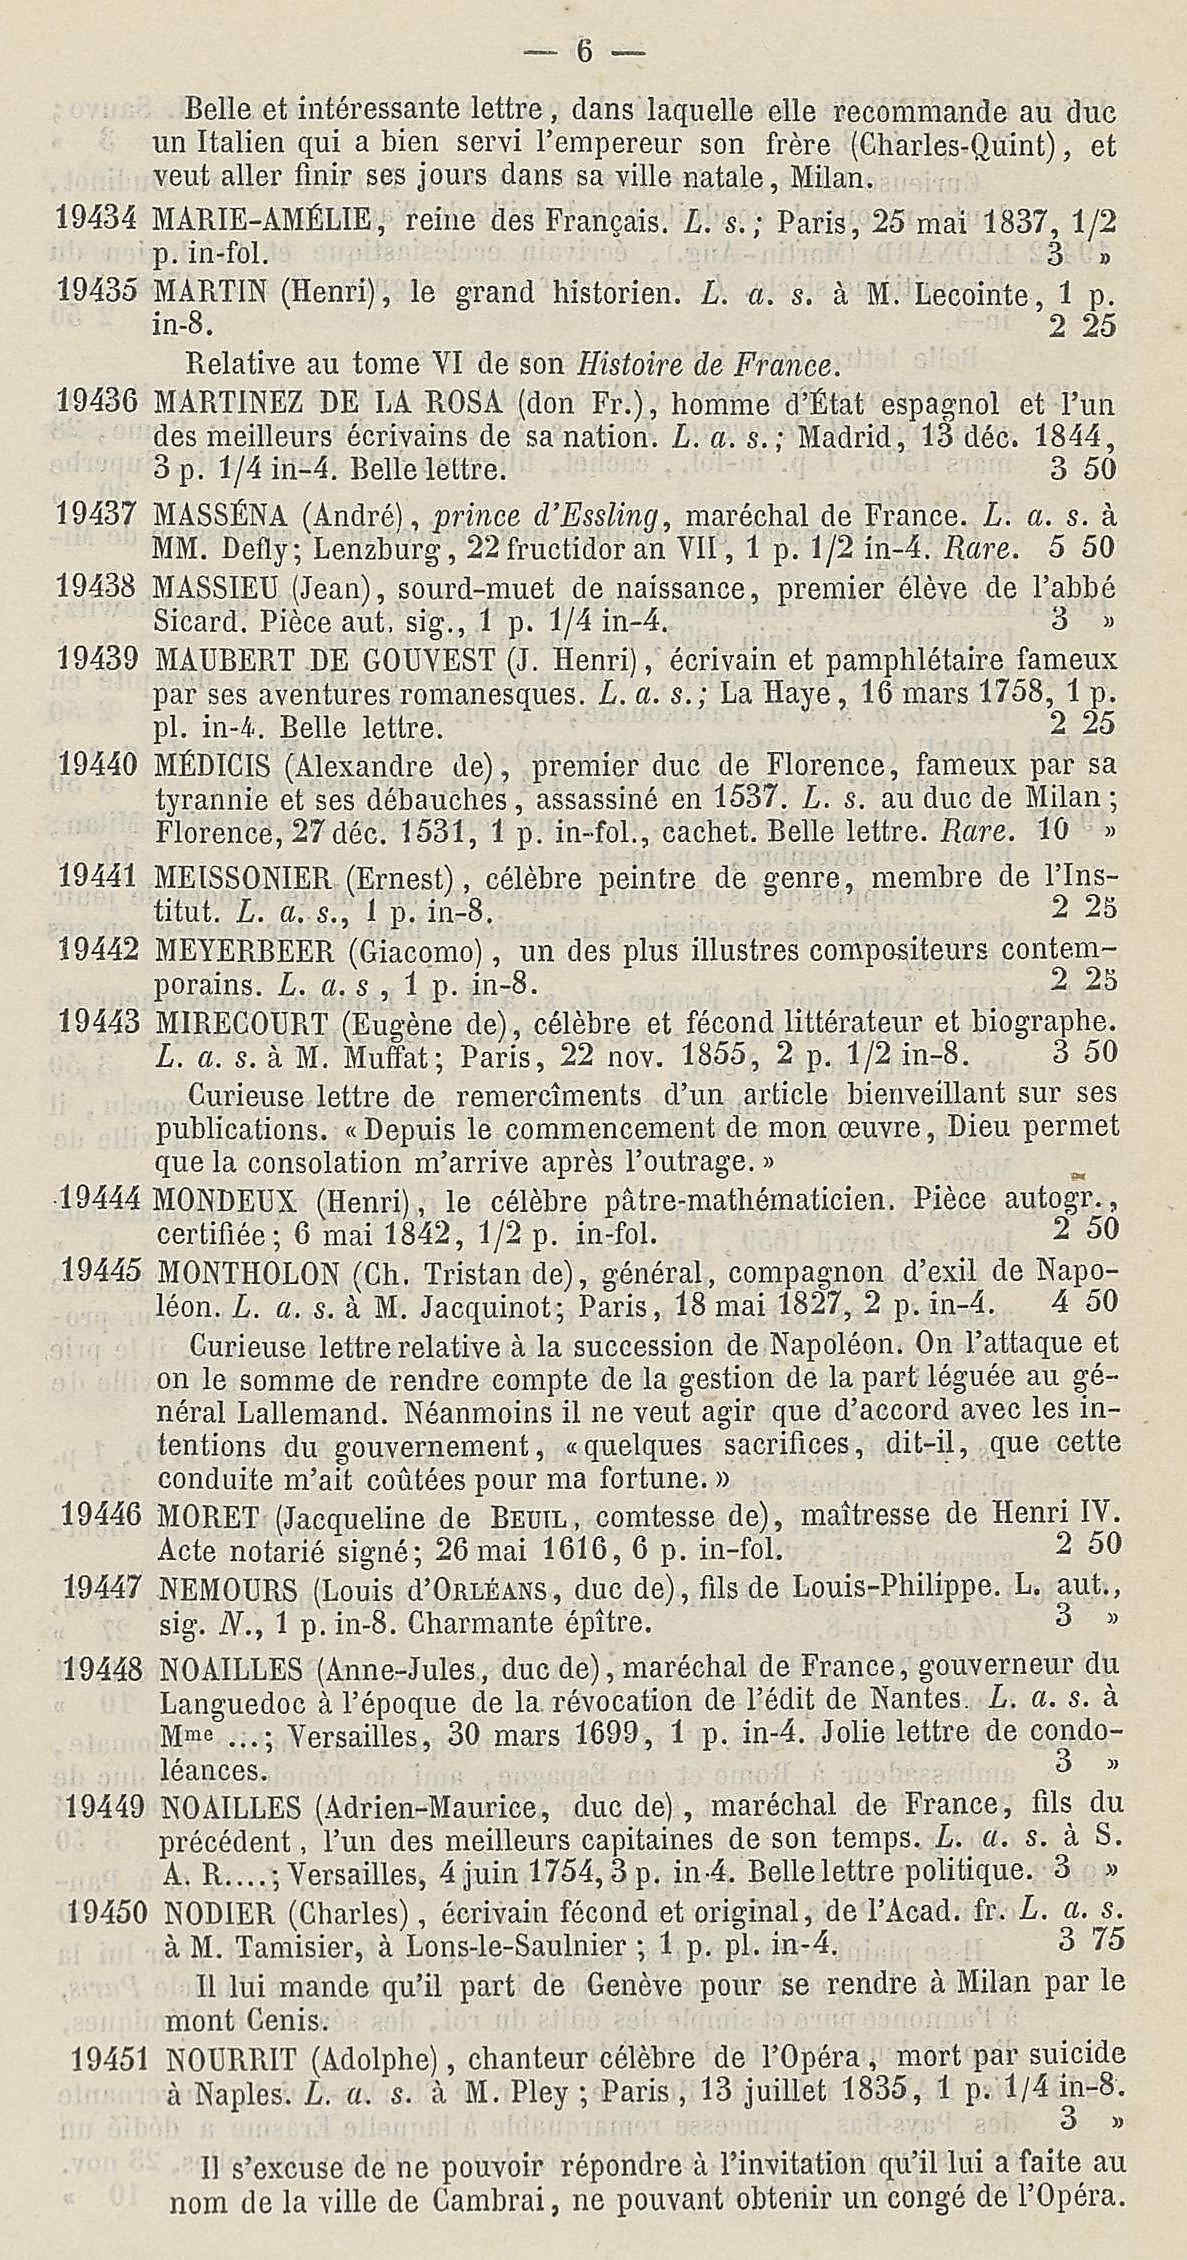 — 6 —
Belle et intéressante lettre, dans laquelle elle recommande au duc
un Italien qui a bien servi l'empereur son frère (Charles-Quint), et
veut aller finir ses jours dans sa ville natale, Milan.
19434 MARIE-AMÉLIE, reine des Français. L. s.; Paris, 25 mai 1837, 1/2
p. in-fol. 3 »
19435 MARTIN (Henri), le grand historien. L. a. s. à M. Lecointe, 1 p.
in-8. 2 25
Relative au tome VI de son Histoire de France.
19436 MARTINEZ DE LA ROSA (don Fr.), homme d'État espagnol et l'un
des meilleurs écrivains de sa nation. L. a. s.; Madrid, 13 déc. 1844,
3 p. 1/4 in-4. Belle lettre. 3 50
19437 MASSÉNA (André), prince d'Essling, maréchal de France. L. a. s. à
MM. Defly; Lenzburg, 22 fructidor an VII, 1 p. 1/2 in-4. Rare. 5 50
19438 MASSIEU (Jean), sourd-muet de naissance, premier élève de l'abbé
Sicard. Pièce aut. sig., 1 p. 1/4 in-4. 3 »
19439 MAUBERT DE GOUVEST (J. Henri), écrivain et pamphlétaire fameux
par ses aventures romanesques. L. a. s.; La Haye, 16 mars 1758, 1 p.
pl. in-4. Belle lettre. 2 25
19440 MÉDICIS (Alexandre de), premier duc de Florence, fameux par sa
tyrannie et ses débauches, assassiné en 1537. L. s. au duc de Milan;
Florence, 27 déc. 1531, 1 p. in-fol., cachet. Belle lettre. Rare. 10 »
19441 MEISSONIER (Ernest), célèbre peintre de genre, membre de l'Ins-
titut. L. a. s., 1 p. in-8. 2 25
19442 MEYERBEER (Giacomo), un des plus illustres compositeurs contem-
porains. L. a. s , 1 p. in-8. 2 25
19443 MIRECOURT (Eugène de), célèbre et fécond littérateur et biographe.
L. a. s. à M. Muffat; Paris, 22 nov. 1855, 2 p. 1/2 in-8. 3 50
Curieuse lettre de remercîments d'un article bienveillant sur ses
publications. «Depuis le commencement de mon œuvre, Dieu permet
que la consolation m'arrive après l'outrage.»
19444 MONDEUX (Henri), le célèbre pâtre-mathématicien. Pièce autogr.,
certifiée; 6 mai 1842, 1/2 p. in-fol. 2 50
19445 MONTHOLON (Ch. Tristan de), général, compagnon d'exil de Napo-
léon. L. a. s. à M. Jacquinot; Paris, 18 mai 1827, 2 p. in-4. 4 50
Curieuse lettre relative à la succession de Napoléon. On l'attaque et
on le somme de rendre compte de la gestion de la part léguée au gé-
néral Lallemand. Néanmoins il ne veut agir que d'accord avec les in-
tentions du gouvernement, «quelques sacrifices, dit-il, que cette
conduite m'ait coûtées pour ma fortune.»
19446 MORET (Jacqueline de BEUIL, comtesse de), maîtresse de Henri IV.
Acte notarié signé; 26 mai 1616, 6 p. in-fol. 2 50
19447 NEMOURS (Louis d'ORLÉANS, duc de), fils de Louis-Philippe. L. aut.,
sig. N., 1 p. in-8. Charmante épître. 3 »
19448 NOAILLES (Anne-Jules, duc de), maréchal de France, gouverneur du
Languedoc à l'époque de la révocation de l'édit de Nantes. L. a. s. à
Mme ...; Versailles, 30 mars 1699, 1 p. in-4. Jolie lettre de condo-
léances. 3 »
19449 NOAILLES (Adrien-Maurice, duc de), maréchal de France, fils du
précédent, l'un des meilleurs capitaines de son temps. L. a. s. à S.
A. R....; Versailles, 4 juin 1754, 3 p. in-4. Belle lettre politique. 3 »
19450 NODIER (Charles), écrivain fécond et original, de l'Acad. fr. L. a. s.
à M. Tamisier, à Lons-le-Saulnier; 1 p. pl. in-4. 3 75
Il lui mande qu'il part de Genève pour se rendre à Milan par le
mont Cenis.
19451 NOURRIT (Adolphe), chanteur célèbre de l'Opéra, mort par suicide
à Naples. L. a. s. à M. Pley; Paris, 13 juillet 1835, 1 p. 1/4 in-8.
3 »
Il s'excuse de ne pouvoir répondre à l'invitation qu'il lui a faite au
nom de la ville de Cambrai, ne pouvant obtenir un congé de l'Opéra.